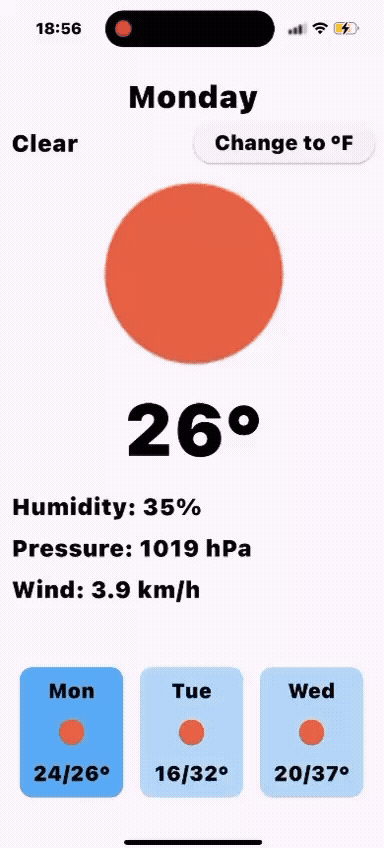 18:56
Monday
Clear
Change to ºF
26º
Humidity: 35%
Pressure: 1019 hPa
Wind: 3.9 km/h
Mon Tue Wed
24/26º 16/32º 20/37º